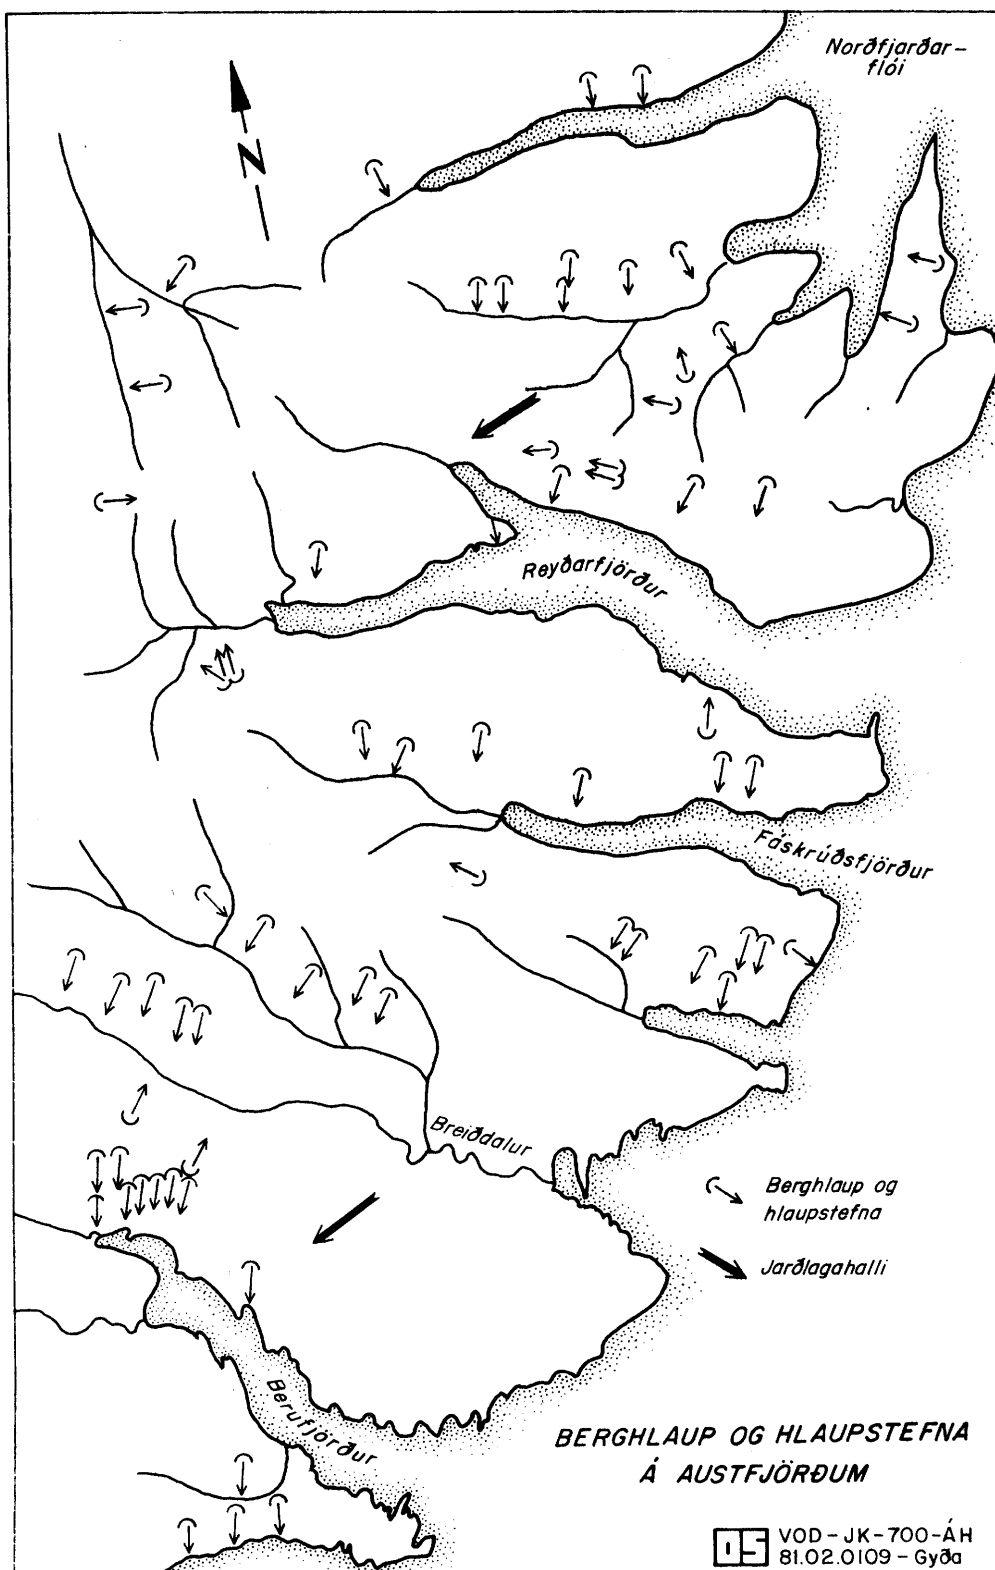 Norðfjarðar-
flói
N
Reyðarfjörður
Fáskrúðsfjörður
Breiðdalur
Berghlaup og
hlaupstefna
Jarðlagahalli
Berufjörður
BERGHLAUP OG HLAUPSTEFNA
Á AUSTFJÖRÐUM
OS VOD-JK-700-ÁH
81.02.0109-Gyða